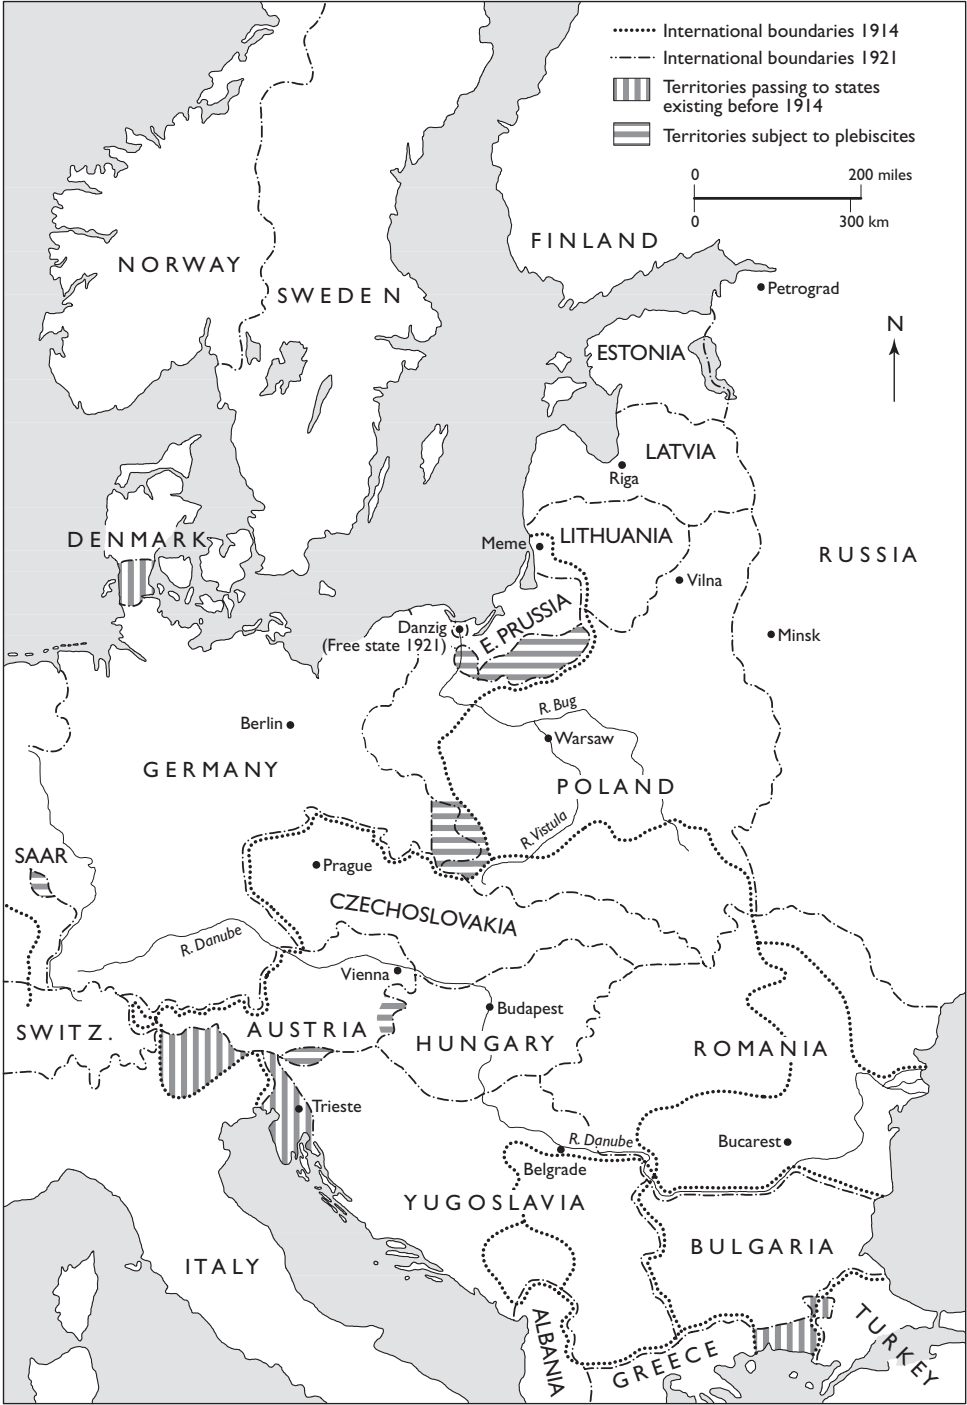 International boundaries 1914
International boundaries 1921
Territories passing to states
existing before 1914
Territories subject to plebiscites
0 200 miles
0 300 km
N
NORWAY
SWEDEN
FINLAND
Petrograd
ESTONIA
LATVIA
Riga
DENMARK
Meme
LITHUANIA
RUSSIA
Vilna
Minsk
E. PRUSSIA
Danzig
(Free state 1921)
R. Bug
Berlin
Warsaw
GERMANY
POLAND
R. Vistula
SAAR
Prague
CZECHOSLOVAKIA
R. Danube
Vienna
Budapest
SWITZ.
AUSTRIA
HUNGARY
ROMANIA
Trieste
R. Danube
Bucarest
Belgrade
YUGOSLAVIA
BULGARIA
ITALY
ALBANIA
GREECE
TURKEY